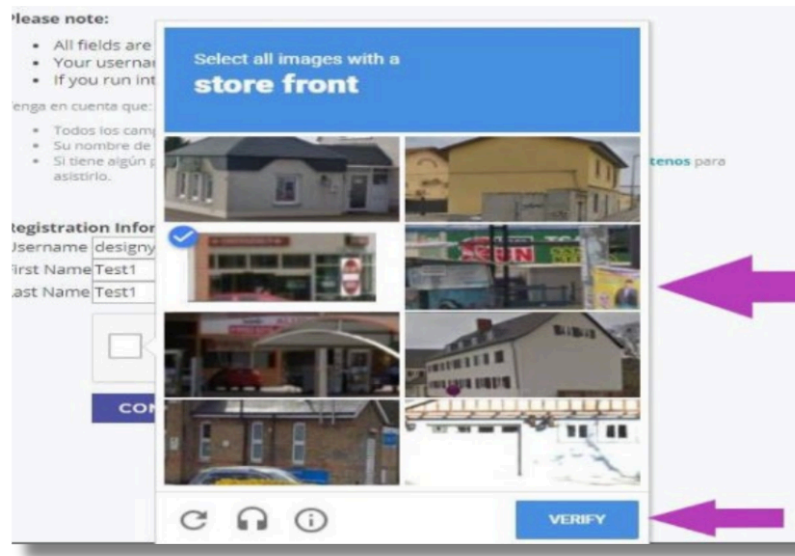 Please note:
All fields are
Your userna
If you run int
Tenga en cuenta que:
Todos los camp
Su nombre de
Si tiene algún p
tenos para
asistirlo.
Select all images with a
store front
Registration Infor
Username designy
First Name Test1
Last Name Test1
CON
VERIFY